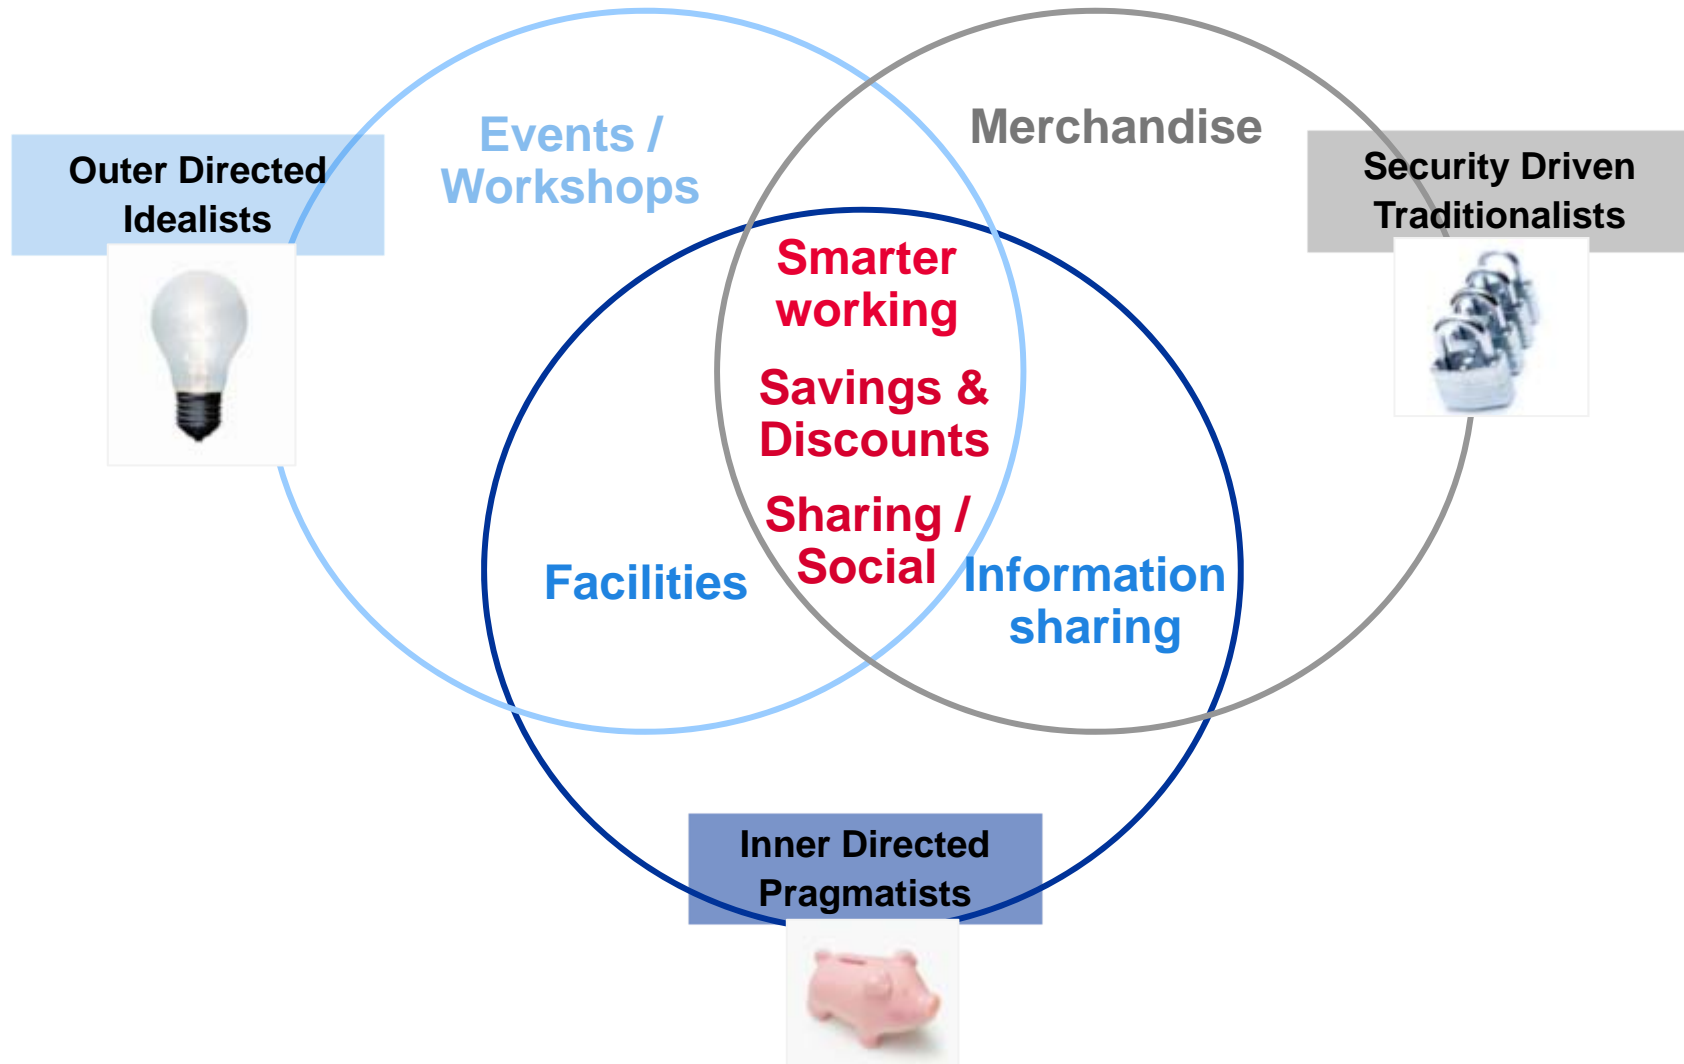 Events /
Workshops
Merchandise
Outer Directed
Idealists
Security Driven
Traditionalists
Smarter
working
Savings &
Discounts
Sharing /
Social
Facilities
Information
sharing
Inner Directed
Pragmatists